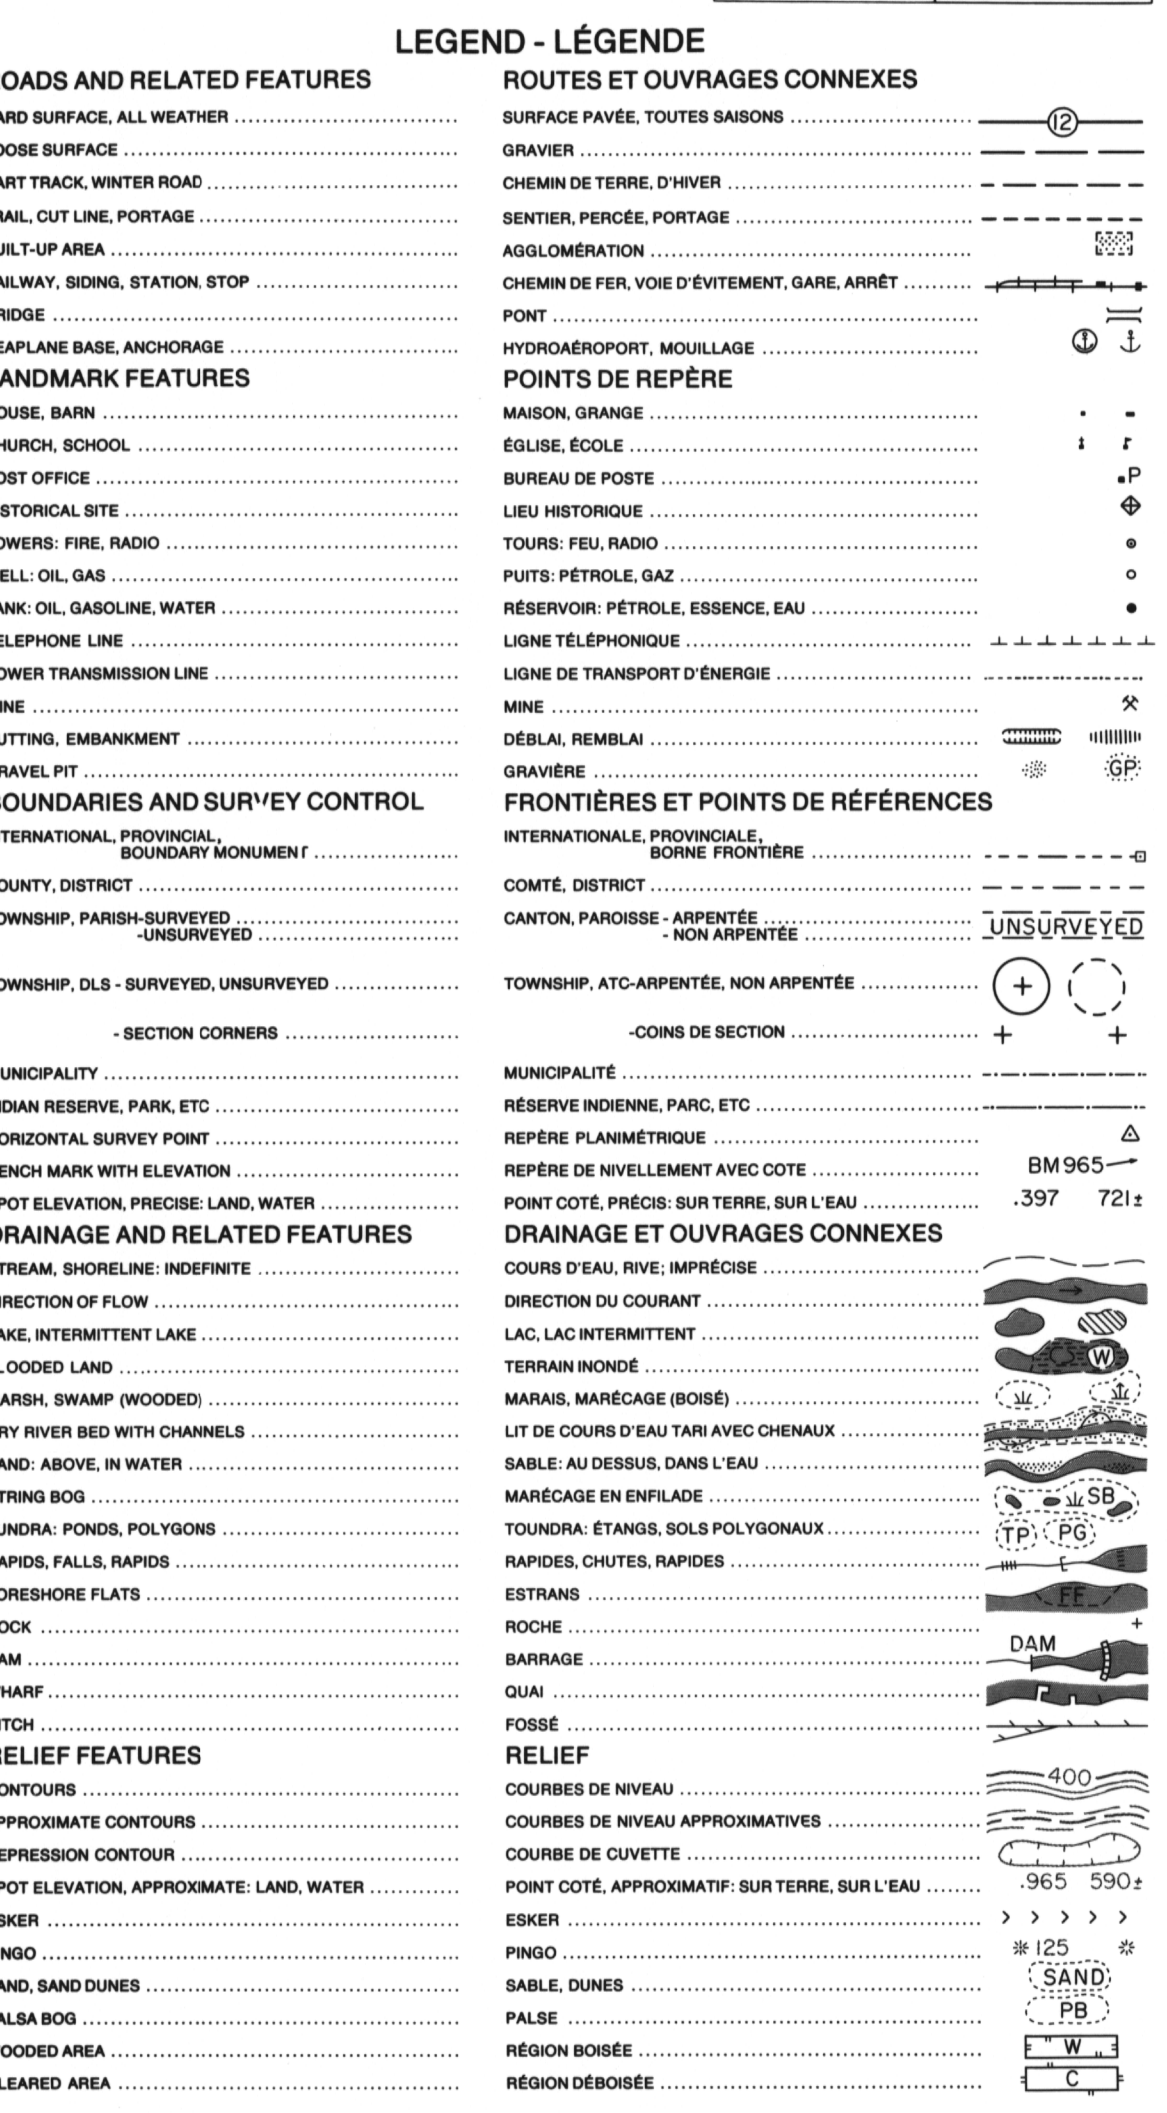 LEGEND - LÉGENDE
OADS AND RELATED FEATURES ROUTES ET OUVRAGES CONNEXES
ARD SURFACE, ALL WEATHER SURFACE PAVÉE, TOUTES SAISONS 12
OOSE SURFACE GRAVIER
ART TRACK, WINTER ROAD CHEMIN DE TERRE, D'HIVER
RAIL, CUT LINE, PORTAGE SENTIER, PERCÉE, PORTAGE
UILT-UP AREA AGGLOMÉRATION
AILWAY, SIDING, STATION, STOP CHEMIN DE FER, VOIE D'ÉVITEMENT, GARE, ARRÊT
RIDGE PONT
EAPLANE BASE, ANCHORAGE HYDROAÉROPORT, MOUILLAGE
ANDMARK FEATURES POINTS DE REPÈRE
OUSE, BARN MAISON, GRANGE
HURCH, SCHOOL ÉGLISE, ÉCOLE
OST OFFICE BUREAU DE POSTE P
STORICAL SITE LIEU HISTORIQUE
OWERS: FIRE, RADIO TOURS: FEU, RADIO
ELL: OIL, GAS PUITS: PÉTROLE, GAZ
ANK: OIL, GASOLINE, WATER RÉSERVOIR: PÉTROLE, ESSENCE, EAU
ELEPHONE LINE LIGNE TÉLÉPHONIQUE
OWER TRANSMISSION LINE LIGNE DE TRANSPORT D'ÉNERGIE
INE MINE
UTTING, EMBANKMENT DÉBLAI, REMBLAI
RAVEL PIT GRAVIÈRE GP
BOUNDARIES AND SURVEY CONTROL FRONTIÈRES ET POINTS DE RÉFÉRENCES
TERNATIONAL, PROVINCIAL, INTERNATIONALE, PROVINCIALE,
BOUNDARY MONUMENT BORNE FRONTIÈRE
OUNTY, DISTRICT COMTÉ, DISTRICT
OWNSHIP, PARISH-SURVEYED CANTON, PAROISSE - ARPENTÉE
-UNSURVEYED - NON ARPENTÉE UNSURVEYED
OWNSHIP, DLS - SURVEYED, UNSURVEYED TOWNSHIP, ATC-ARPENTÉE, NON ARPENTÉE
- SECTION CORNERS -COINS DE SECTION
UNICIPALITY MUNICIPALITÉ
DIAN RESERVE, PARK, ETC RÉSERVE INDIENNE, PARC, ETC
ORIZONTAL SURVEY POINT REPÈRE PLANIMÉTRIQUE
ENCH MARK WITH ELEVATION REPÈRE DE NIVELLEMENT AVEC COTE BM 965
POT ELEVATION, PRECISE: LAND, WATER POINT COTÉ, PRÉCIS: SUR TERRE, SUR L'EAU .397 721±
DRAINAGE AND RELATED FEATURES DRAINAGE ET OUVRAGES CONNEXES
TREAM, SHORELINE: INDEFINITE COURS D'EAU, RIVE; IMPRÉCISE
IRECTION OF FLOW DIRECTION DU COURANT
AKE, INTERMITTENT LAKE LAC, LAC INTERMITTENT
LOODED LAND TERRAIN INONDÉ W
ARSH, SWAMP (WOODED) MARAIS, MARÉCAGE (BOISÉ)
RY RIVER BED WITH CHANNELS LIT DE COURS D'EAU TARI AVEC CHENAUX
AND: ABOVE, IN WATER SABLE: AU DESSUS, DANS L'EAU
TRING BOG MARÉCAGE EN ENFILADE SB
UNDRA: PONDS, POLYGONS TOUNDRA: ÉTANGS, SOLS POLYGONAUX TP PG
APIDS, FALLS, RAPIDS RAPIDES, CHUTES, RAPIDES
ORESHORE FLATS ESTRANS FF
OCK ROCHE
AM BARRAGE DAM
HARF QUAI
ITCH FOSSÉ
RELIEF FEATURES RELIEF
ONTOURS COURBES DE NIVEAU 400
PPROXIMATE CONTOURS COURBES DE NIVEAU APPROXIMATIVES
EPRESSION CONTOUR COURBE DE CUVETTE
POT ELEVATION, APPROXIMATE: LAND, WATER POINT COTÉ, APPROXIMATIF: SUR TERRE, SUR L'EAU .965 590±
SKER ESKER
NGO PINGO 125
AND, SAND DUNES SABLE, DUNES SAND
ALSA BOG PALSE PB
OODED AREA RÉGION BOISÉE W
LEARED AREA RÉGION DÉBOISÉE C